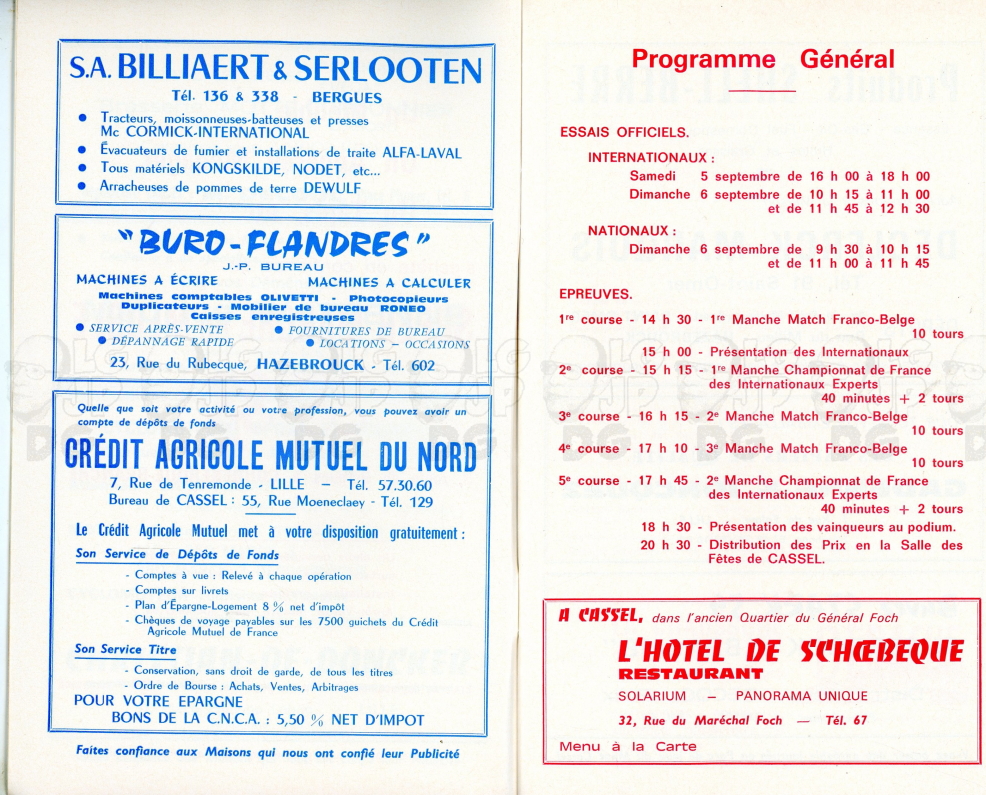 S.A. BILLIAERT & SERLOOTEN
Tél. 136 & 338 - BERGUES
● Tracteurs, moissonneuses-batteuses et presses
Mc CORMICK-INTERNATIONAL
● Évacuateurs de fumier et installations de traite ALFA-LAVAL
● Tous matériels KONGSKILDE, NODET, etc...
● Arracheuses de pommes de terre DEWULF
"BURO-FLANDRES"
J.-P. BUREAU
MACHINES A ÉCRIRE MACHINES A CALCULER
Machines comptables OLIVETTI - Photocopieurs
Duplicateurs - Mobilier de bureau RONEO
Caisses enregistreuses
● SERVICE APRÈS-VENTE ● FOURNITURES DE BUREAU
● DÉPANNAGE RAPIDE ● LOCATIONS — OCCASIONS
23, Rue du Rubecque, HAZEBROUCK - Tél. 602
Quelle que soit votre activité ou votre profession, vous pouvez avoir un
compte de dépôts de fonds
CRÉDIT AGRICOLE MUTUEL DU NORD
7, Rue de Tenremonde - LILLE — Tél. 57.30.60
Bureau de CASSEL : 55, Rue Moeneclaey - Tél. 129
Le Crédit Agricole Mutuel met à votre disposition gratuitement :
Son Service de Dépôts de Fonds
- Comptes à vue : Relevé à chaque opération
- Comptes sur livrets
- Plan d'Épargne-Logement 8 % net d'impôt
- Chèques de voyage payables sur les 7500 guichets du Crédit
Agricole Mutuel de France
Son Service Titre
- Conservation, sans droit de garde, de tous les titres
- Ordre de Bourse : Achats, Ventes, Arbitrages
POUR VOTRE EPARGNE
BONS DE LA C.N.C.A. : 5,50 % NET D'IMPOT
Faites confiance aux Maisons qui nous ont confié leur Publicité
Programme Général
ESSAIS OFFICIELS.
INTERNATIONAUX :
Samedi 5 septembre de 16 h 00 à 18 h 00
Dimanche 6 septembre de 10 h 15 à 11 h 00
et de 11 h 45 à 12 h 30
NATIONAUX :
Dimanche 6 septembre de 9 h 30 à 10 h 15
et de 11 h 00 à 11 h 45
EPREUVES.
1re course - 14 h 30 - 1re Manche Match Franco-Belge
10 tours
15 h 00 - Présentation des Internationaux
2e course - 15 h 15 - 1re Manche Championnat de France
des Internationaux Experts
40 minutes + 2 tours
3e course - 16 h 15 - 2e Manche Match Franco-Belge
10 tours
4e course - 17 h 10 - 3e Manche Match Franco-Belge
10 tours
5e course - 17 h 45 - 2e Manche Championnat de France
des Internationaux Experts
40 minutes + 2 tours
18 h 30 - Présentation des vainqueurs au podium.
20 h 30 - Distribution des Prix en la Salle des
Fêtes de CASSEL.
A CASSEL, dans l'ancien Quartier du Général Foch
L'HOTEL DE SCHŒBEQUE
RESTAURANT
SOLARIUM — PANORAMA UNIQUE
32, Rue du Maréchal Foch — Tél. 67
Menu à la Carte